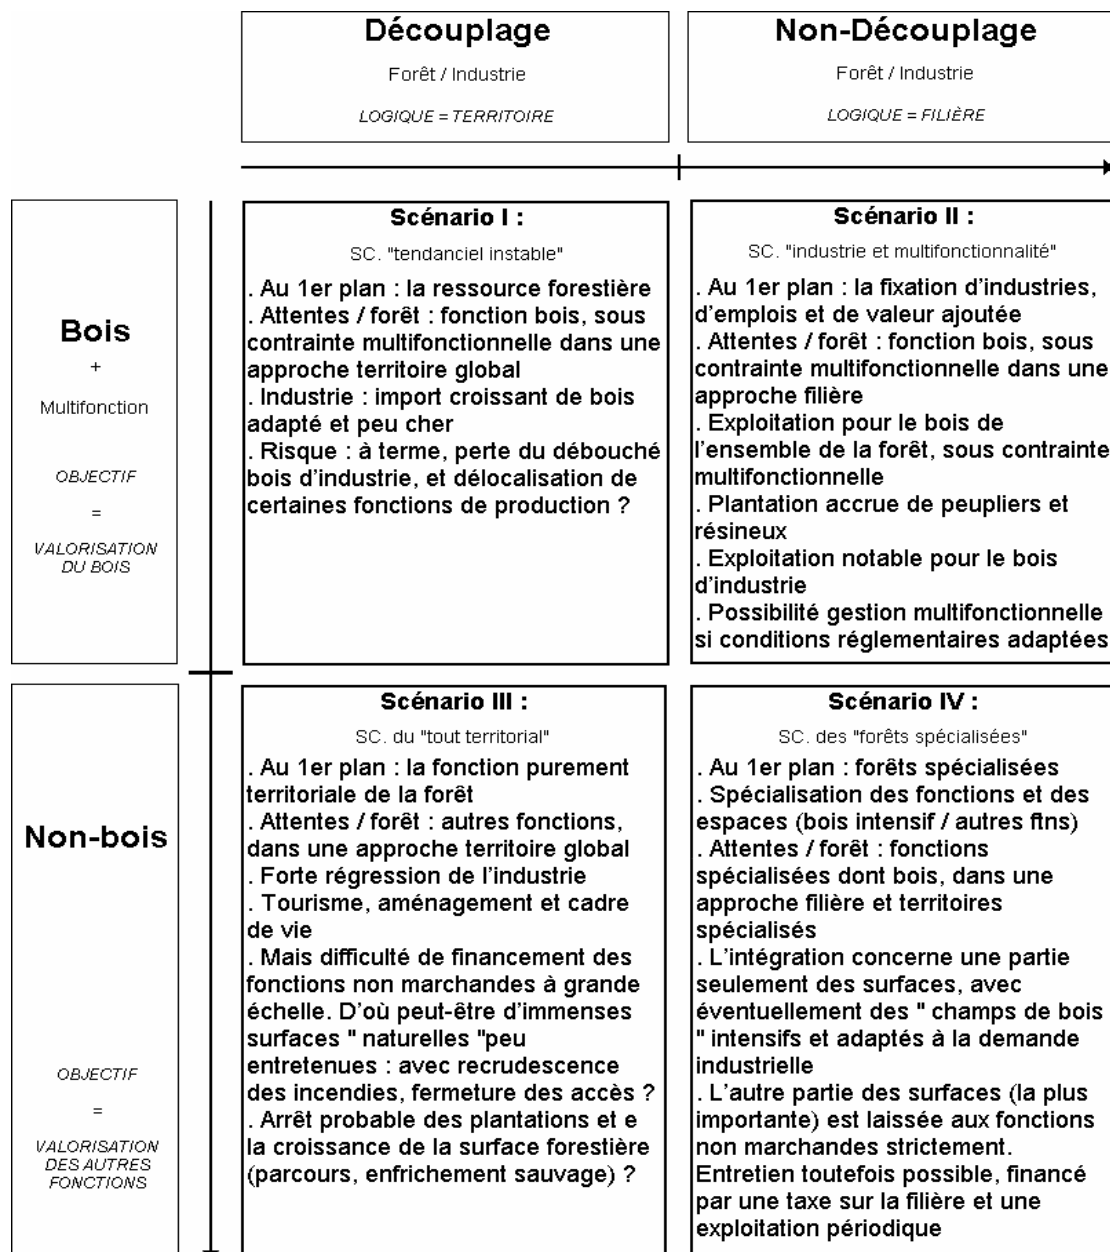 Découplage
Forêt / Industrie
LOGIQUE = TERRITOIRE
Non-Découplage
Forêt / Industrie
LOGIQUE = FILIÈRE
Bois
+
Multifonction
OBJECTIF
=
VALORISATION
DU BOIS
Scénario I :
SC. "tendanciel instable"
. Au 1er plan : la ressource forestière
. Attentes / forêt : fonction bois, sous
contrainte multifonctionnelle dans une
approche territoire global
. Industrie : import croissant de bois
adapté et peu cher
. Risque : à terme, perte du débouché
bois d'industrie, et délocalisation de
certaines fonctions de production ?
Scénario II :
SC. "industrie et multifonctionnalité"
. Au 1er plan : la fixation d'industries,
d'emplois et de valeur ajoutée
. Attentes / forêt : fonction bois, sous
contrainte multifonctionnelle dans une
approche filière
. Exploitation pour le bois de
l'ensemble de la forêt, sous contrainte
multifonctionnelle
. Plantation accrue de peupliers et
résineux
. Exploitation notable pour le bois
d'industrie
. Possibilité gestion multifonctionnelle
si conditions réglementaires adaptées
Non-bois
OBJECTIF
=
VALORISATION
DES AUTRES
FONCTIONS
Scénario III :
SC. du "tout territorial"
. Au 1er plan : la fonction purement
territoriale de la forêt
. Attentes / forêt : autres fonctions,
dans une approche territoire global
. Forte régression de l'industrie
. Tourisme, aménagement et cadre
de vie
. Mais difficulté de financement des
fonctions non marchandes à grande
échelle. D'où peut-être d'immenses
surfaces " naturelles "peu
entretenues : avec recrudescence
des incendies, fermeture des accès ?
. Arrêt probable des plantations et e
la croissance de la surface forestière
(parcours, enfrichement sauvage) ?
Scénario IV :
SC. des "forêts spécialisées"
. Au 1er plan : forêts spécialisées
. Spécialisation des fonctions et des
espaces (bois intensif / autres ftns)
. Attentes / forêt : fonctions
spécialisées dont bois, dans une
approche filière et territoires
spécialisés
. L'intégration concerne une partie
seulement des surfaces, avec
éventuellement des " champs de bois
" intensifs et adaptés à la demande
industrielle
. L'autre partie des surfaces (la plus
importante) est laissée aux fonctions
non marchandes strictement.
Entretien toutefois possible, financé
par une taxe sur la filière et une
exploitation périodique